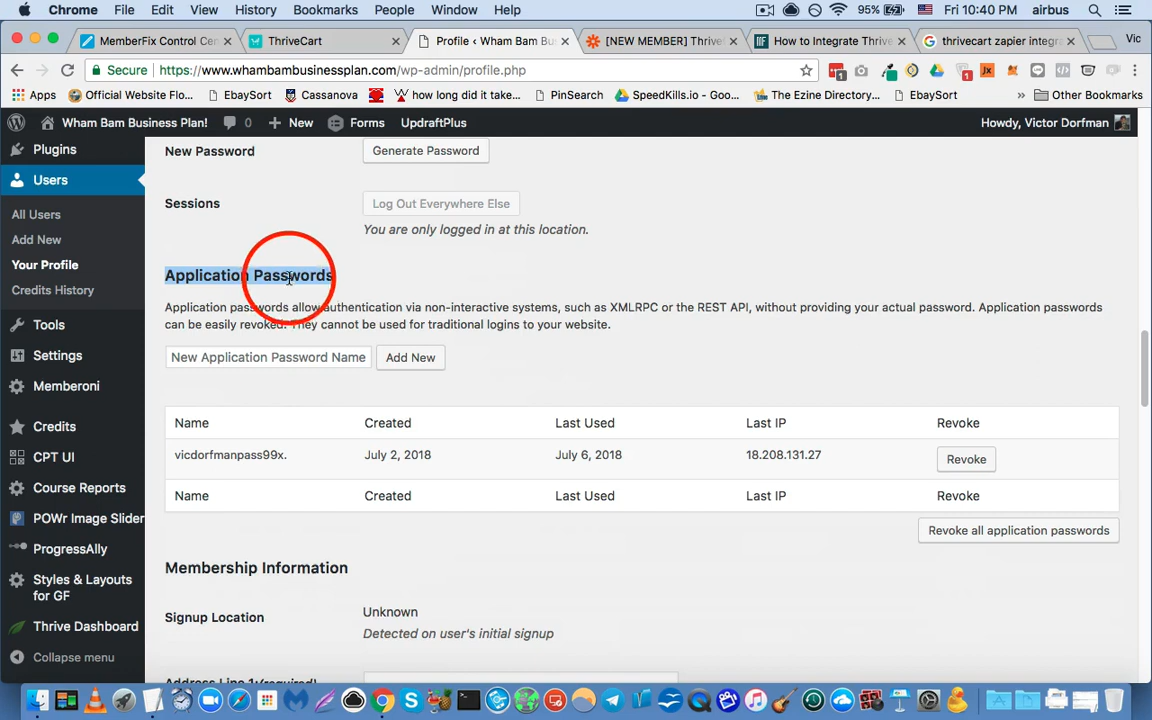 Chrome File Edit View History Bookmarks People Window Help 95% Fri 10:40 PM airbus
MemberFix Control Cen
ThriveCart
Profile ‹ Wham Bam Bu
[NEW MEMBER] Thrive
How to Integrate Thrive
thrivecart zapier integr
Vic
Secure https://www.whambambusinessplan.com/wp-admin/profile.php
Apps Official Website Flo... EbaySort Cassanova how long did it take... PinSearch SpeedKills.io - Goo... The Ezine Directory... EbaySort » Other Bookmarks
Wham Bam Business Plan! 0 New Forms UpdraftPlus Howdy, Victor Dorfman
Plugins
Users
All Users
Add New
Your Profile
Credits History
Tools
Settings
Memberoni
Credits
CPT UI
Course Reports
POWr Image Slider
ProgressAlly
Styles & Layouts
for GF
Thrive Dashboard
Collapse menu
New Password Generate Password
Sessions Log Out Everywhere Else
You are only logged in at this location.
Application Passwords
Application passwords allow authentication via non-interactive systems, such as XMLRPC or the REST API, without providing your actual password. Application passwords
can be easily revoked. They cannot be used for traditional logins to your website.
New Application Password Name Add New
Name Created Last Used Last IP Revoke
vicdorfmanpass99x. July 2, 2018 July 6, 2018 18.208.131.27 Revoke
Name Created Last Used Last IP Revoke
Revoke all application passwords
Membership Information
Signup Location Unknown
Detected on user's initial signup
Address Line 1(required)